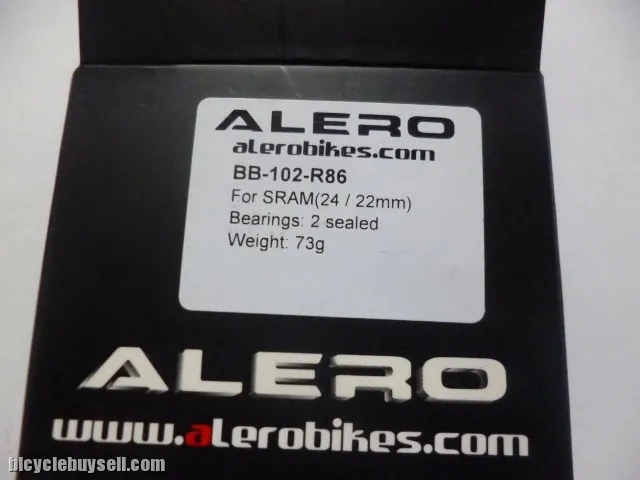 ALERO
alerobikes.com
BB-102-R86
For SRAM(24 / 22mm)
Bearings: 2 sealed
Weight: 73g
ALERO
www.alerobikes.com
bicyclebuysell.com